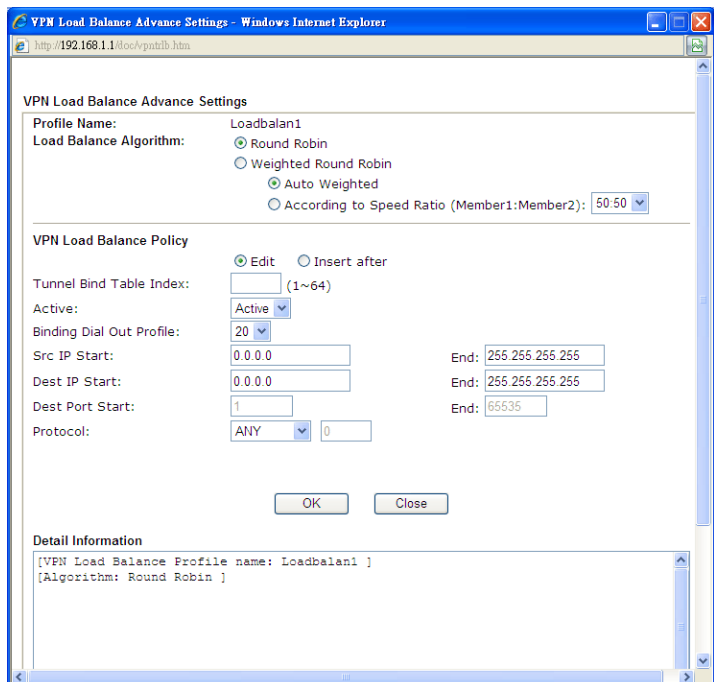 VPN Load Balance Advance Settings - Windows Internet Explorer
http://192.168.1.1/doc/vpntrlb.htm
VPN Load Balance Advance Settings
Profile Name: Loadbalan1
Load Balance Algorithm: Round Robin
Weighted Round Robin
Auto Weighted
According to Speed Ratio (Member1:Member2): 50:50
VPN Load Balance Policy
Edit Insert after
Tunnel Bind Table Index: (1~64)
Active: Active
Binding Dial Out Profile: 20
Src IP Start: 0.0.0.0 End: 255.255.255.255
Dest IP Start: 0.0.0.0 End: 255.255.255.255
Dest Port Start: 1 End: 65535
Protocol: ANY 0
OK Close
Detail Information
[VPN Load Balance Profile name: Loadbalan1 ]
[Algorithm: Round Robin ]